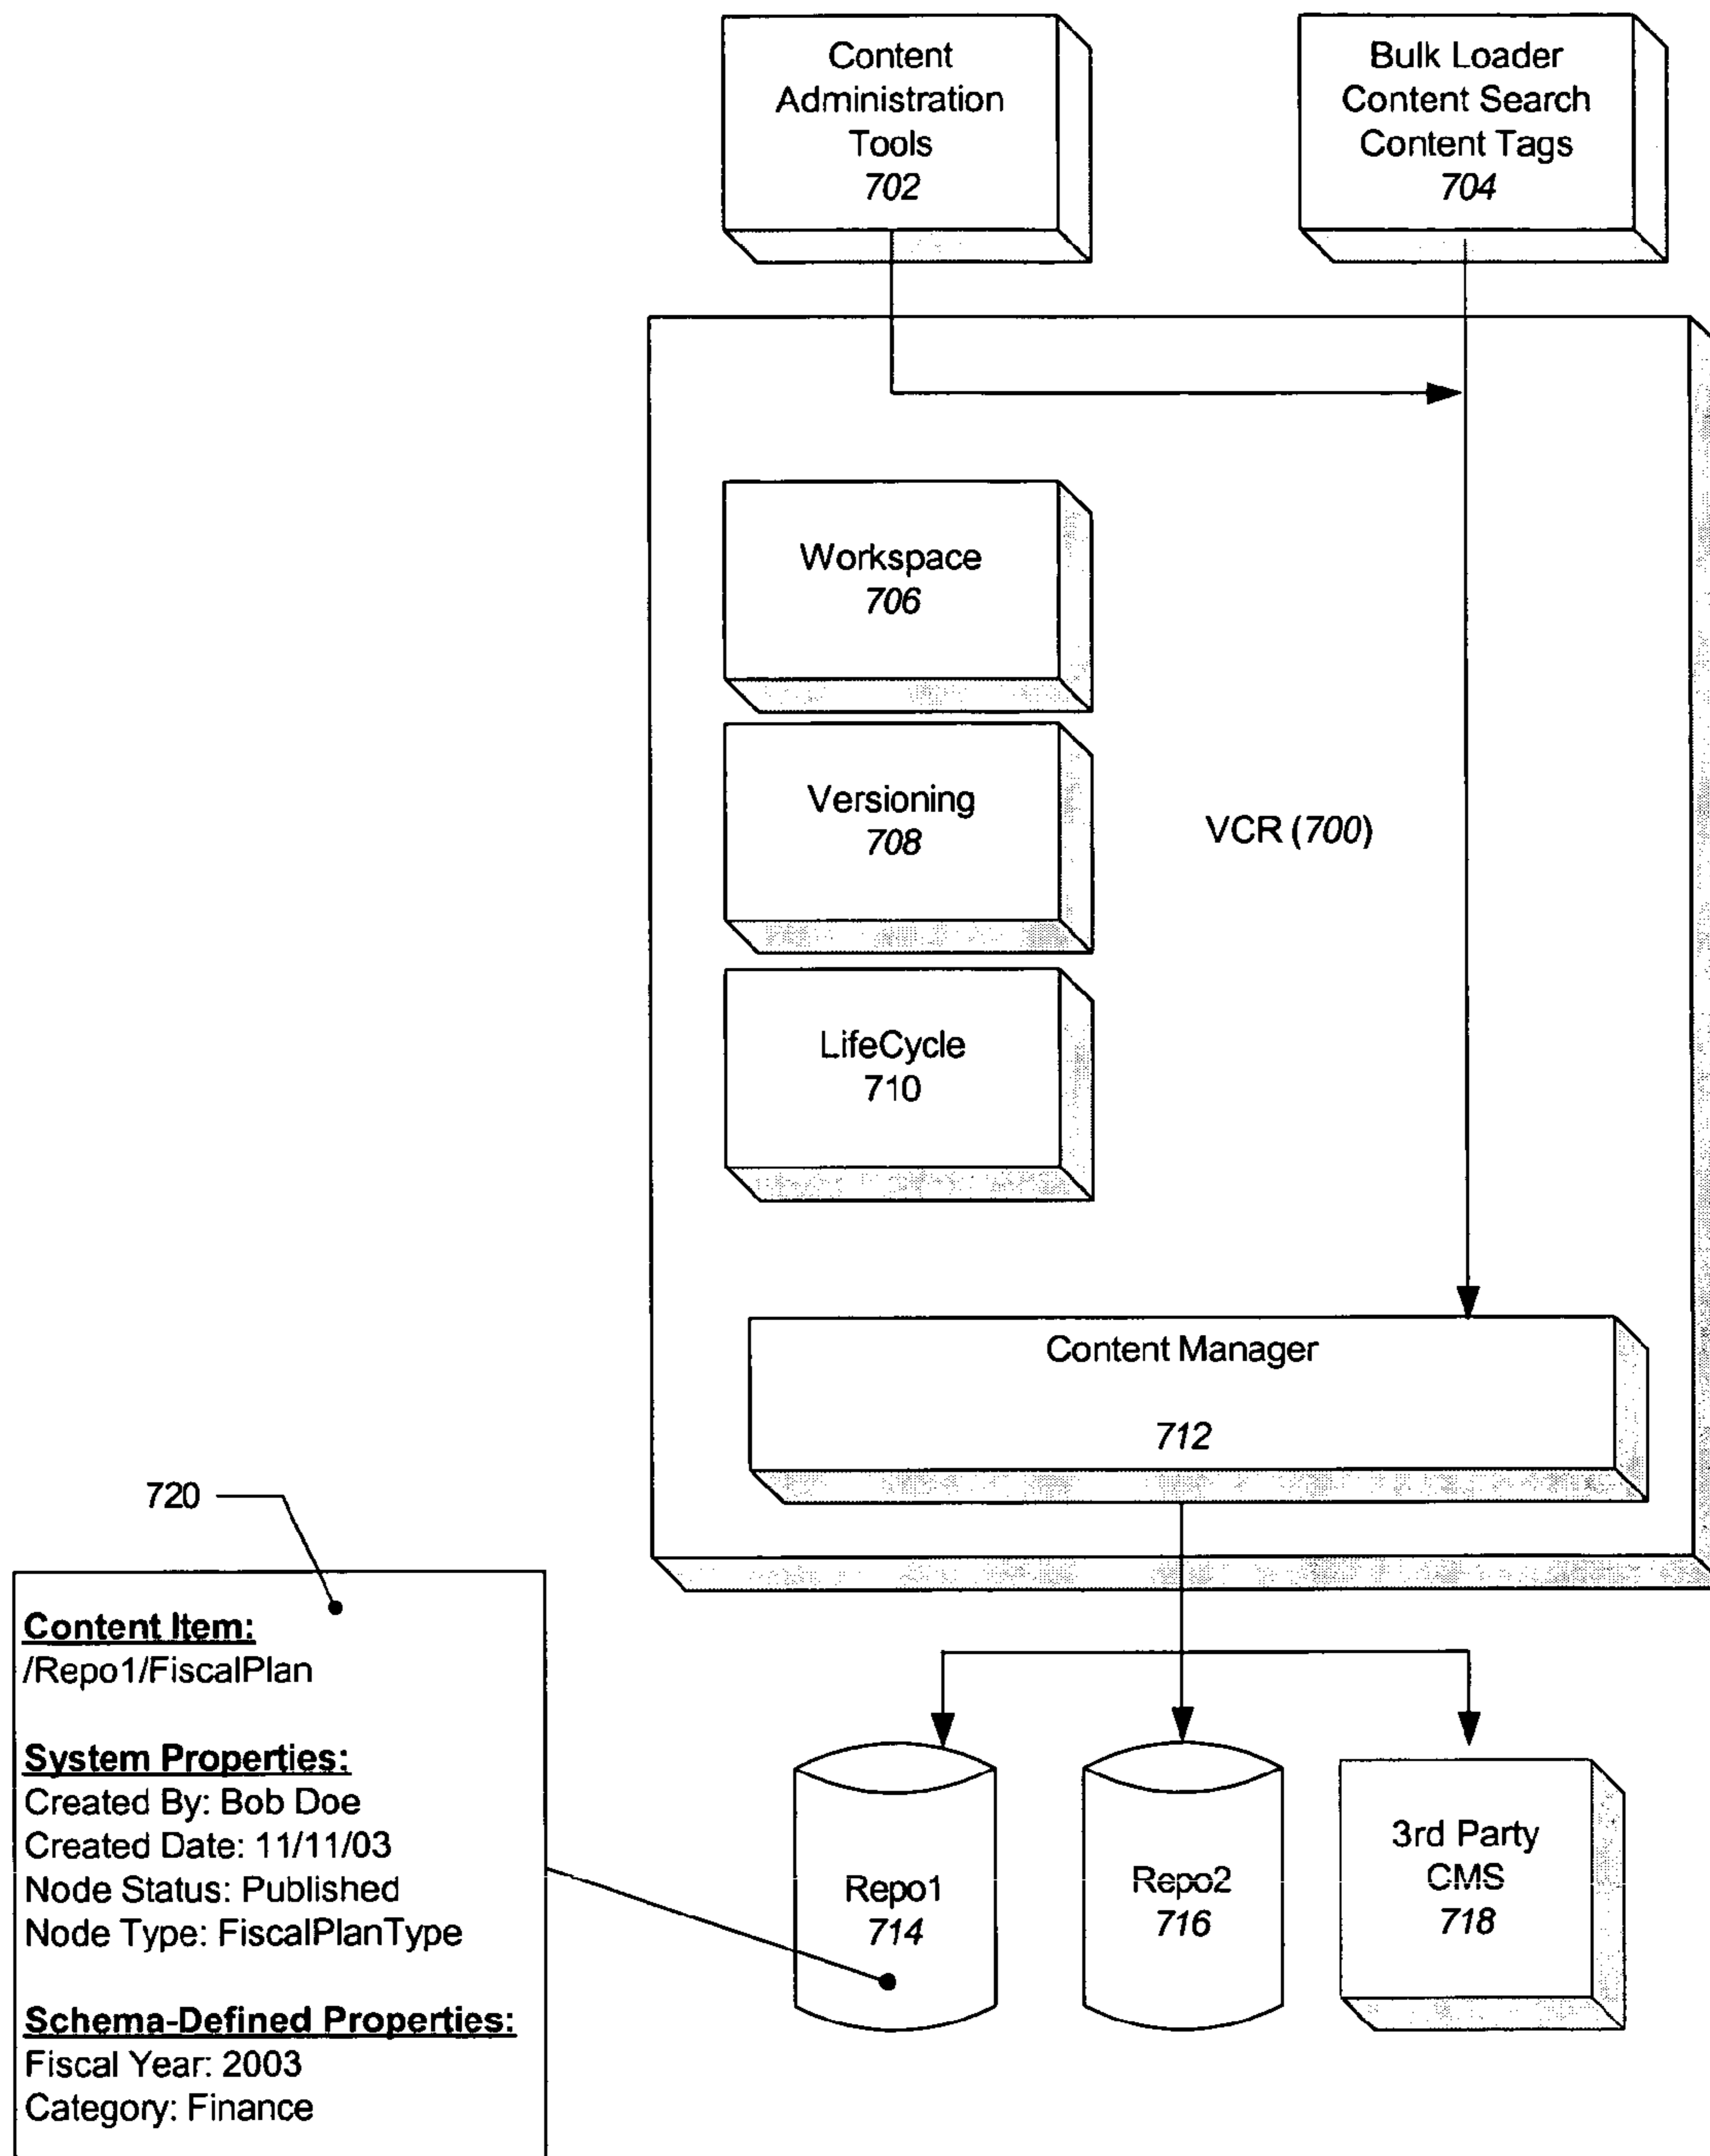 Content
Administration
Tools
702
Bulk Loader
Content Search
Content Tags
704
Workspace
706
Versioning
708
VCR (700)
LifeCycle
710
Content Manager
712
720
Content Item:
/Repo1/FiscalPlan
System Properties:
Created By: Bob Doe
Created Date: 11/11/03
Node Status: Published
Node Type: FiscalPlanType
Schema-Defined Properties:
Fiscal Year: 2003
Category: Finance
Repo1
714
Repo2
716
3rd Party
CMS
718